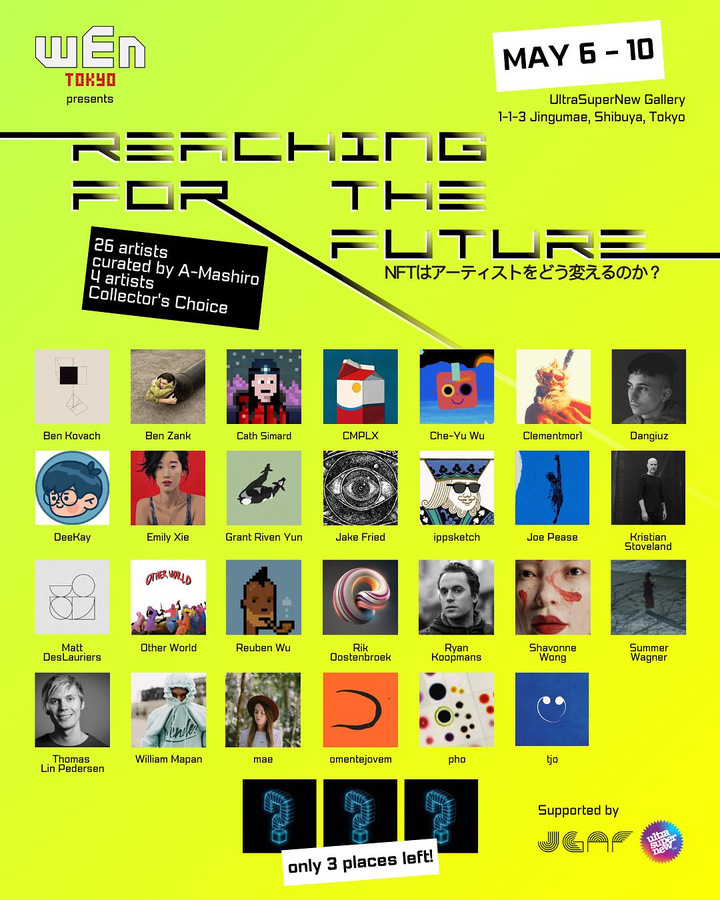 wEn
TOKYO
presents
MAY 6 - 10
UltraSuperNew Gallery
1-1-3 Jingumae, Shibuya, Tokyo
REACHING
FOR THE
FUTURE
NFTはアーティストをどう変えるのか？
26 artists
curated by A-Mashiro
4 artists
Collector's Choice
Ben Kovach
Ben Zank
Cath Simard
CMPLX
Che-Yu Wu
Clementmor1
Dangiuz
DeeKay
Emily Xie
Grant Riven Yun
Jake Fried
ippsketch
Joe Pease
Kristian
Stoveland
OTHER WORLD
Matt
DesLauriers
Other World
Reuben Wu
Rik
Oostenbroek
Ryan
Koopmans
Shavonne
Wong
Summer
Wagner
Thomas
Lin Pedersen
William Mapan
mae
omentejovem
pho
tjo
? ? ?
only 3 places left!
Supported by
JGAF
ultra
super
new